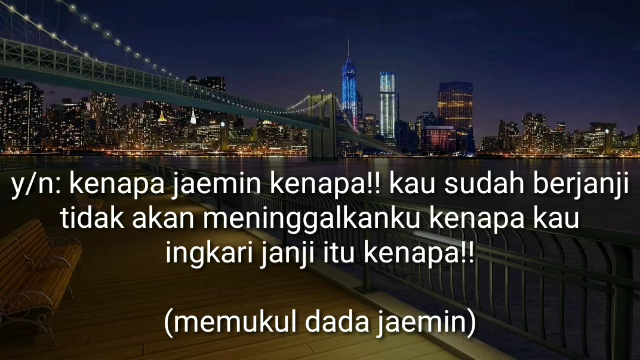 y/n: kenapa jaemin kenapa!! kau sudah berjanji
tidak akan meninggalkanku kenapa kau
ingkari janji itu kenapa!!
(memukul dada jaemin)